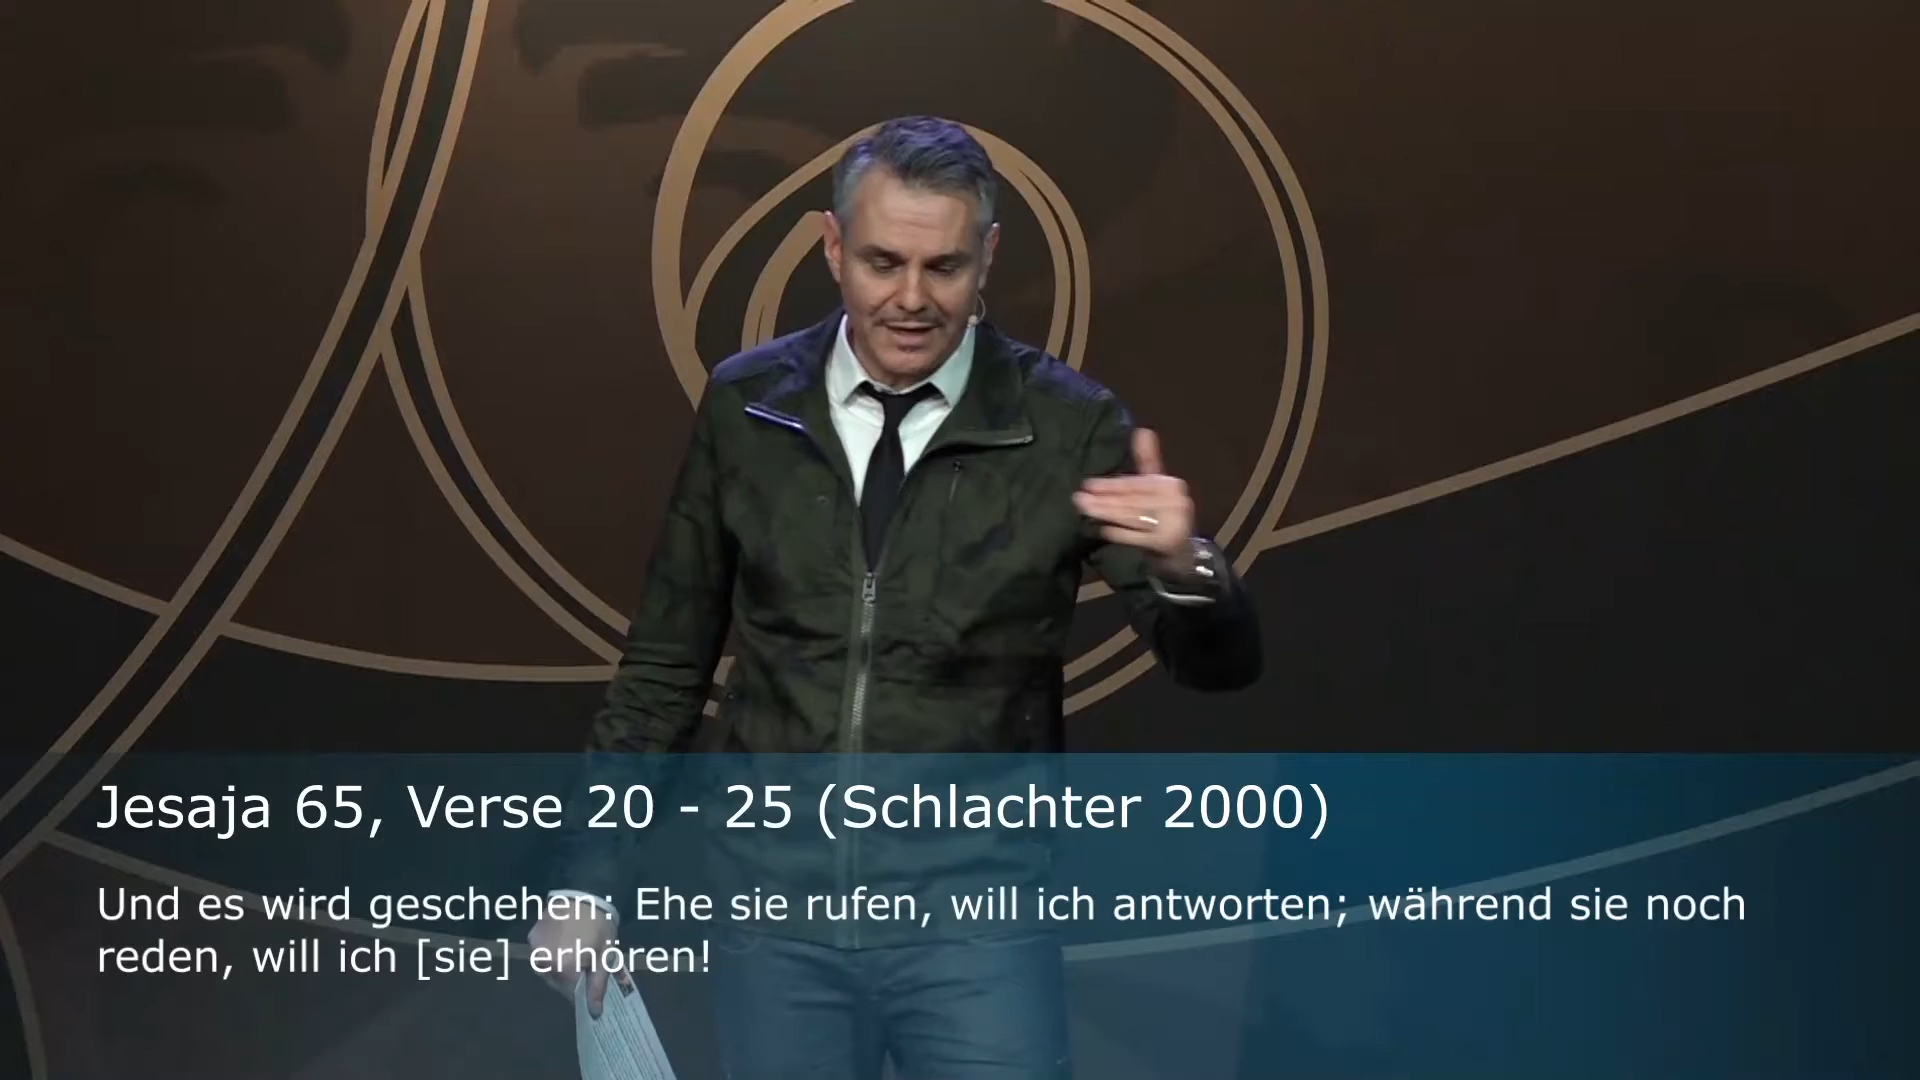 Jesaja 65, Verse 20 - 25 (Schlachter 2000)
Und es wird geschehen: Ehe sie rufen, will ich antworten; während sie noch
reden, will ich [sie] erhören!